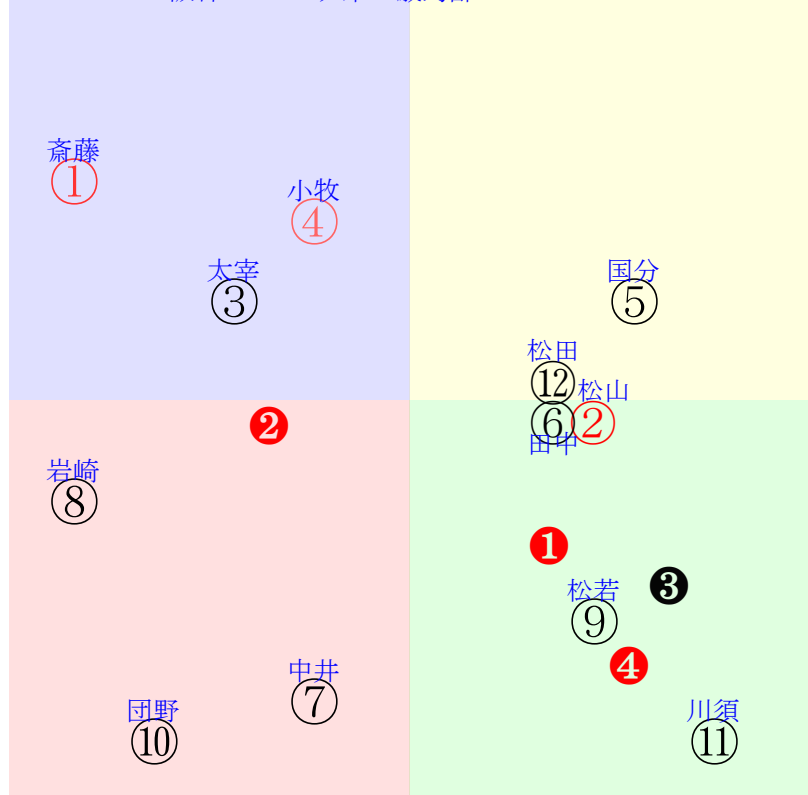 斎藤
①
小牧
④
太宰
③
国分
⑤
松田
⑫
松山
②
⑥
田中
❷
岩崎
⑧
❶
❸
松若
⑨
❹
中井
⑦
団野
⑩
川須
⑪